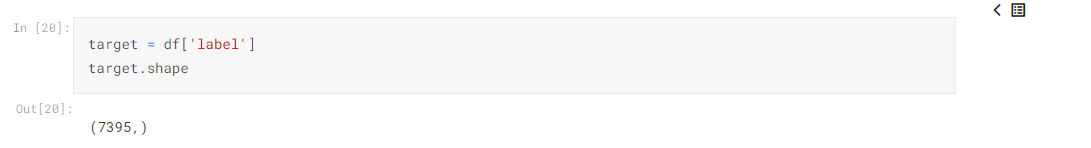 In [20]:
target = df['label']
target.shape
Out[20]:
(7395,)